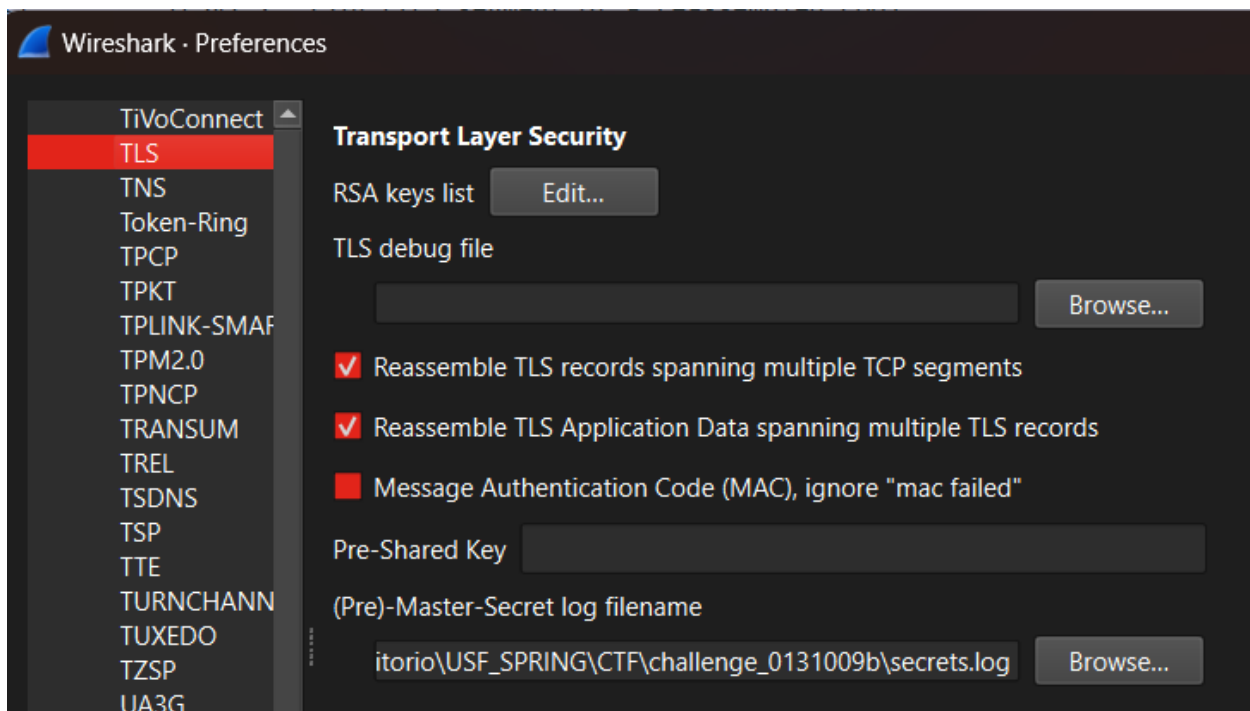 Wireshark · Preferences
TiVoConnect
TLS
TNS
Token-Ring
TPCP
TPKT
TPLINK-SMAR
TPM2.0
TPNCP
TRANSUM
TREL
TSDNS
TSP
TTE
TURNCHANN
TUXEDO
TZSP
UA3G
Transport Layer Security
RSA keys list Edit...
TLS debug file
Browse...
Reassemble TLS records spanning multiple TCP segments
Reassemble TLS Application Data spanning multiple TLS records
Message Authentication Code (MAC), ignore "mac failed"
Pre-Shared Key
(Pre)-Master-Secret log filename
itorio\USF_SPRING\CTF\challenge_0131009b\secrets.log Browse...